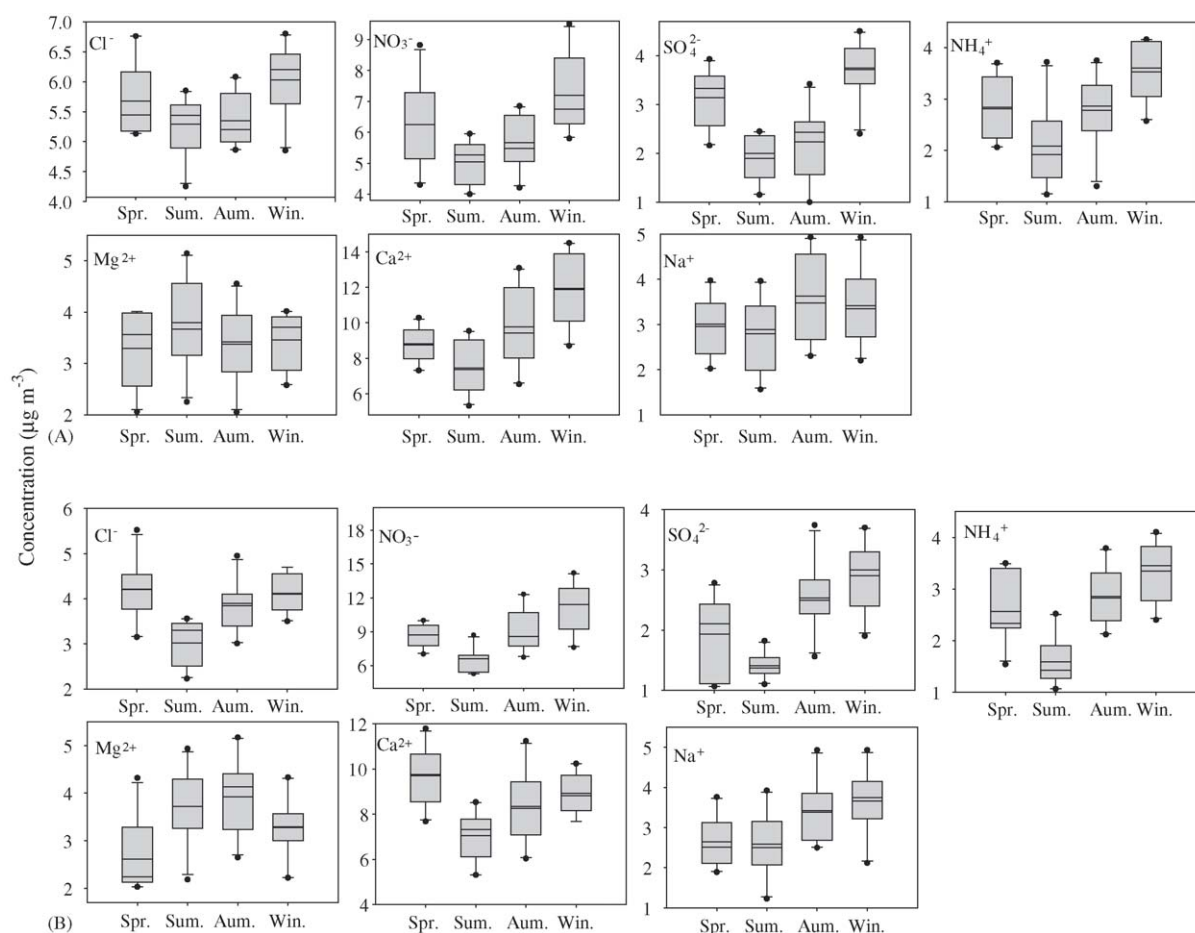 Concentration (µg m⁻³)
7.0
6.5
6.0
5.5
5.0
4.5
4.0
Cl⁻
Spr. Sum. Aum. Win.
9
8
7
6
5
4
NO₃⁻
Spr. Sum. Aum. Win.
4
3
2
1
SO₄²⁻
Spr. Sum. Aum. Win.
4
3
2
1
NH₄⁺
Spr. Sum. Aum. Win.
5
4
3
2
Mg²⁺
Spr. Sum. Aum. Win.
(A)
14
12
10
8
6
Ca²⁺
Spr. Sum. Aum. Win.
5
4
3
2
1
Na⁺
Spr. Sum. Aum. Win.
6
5
4
3
2
Cl⁻
Spr. Sum. Aum. Win.
18
15
12
9
6
NO₃⁻
Spr. Sum. Aum. Win.
4
3
2
1
SO₄²⁻
Spr. Sum. Aum. Win.
4
3
2
1
NH₄⁺
Spr. Sum. Aum. Win.
5
4
3
2
Mg²⁺
Spr. Sum. Aum. Win.
(B)
12
10
8
6
4
Ca²⁺
Spr. Sum. Aum. Win.
5
4
3
2
1
Na⁺
Spr. Sum. Aum. Win.